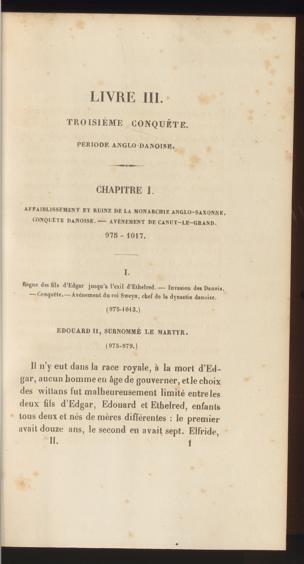 LIVRE III.
TROISIÈME CONQUÊTE.
PERIODE ANGLO-DANOISE.
CHAPITRE I.
AFFAIBLISSEMENT ET RUINE DE LA MONARCHIE ANGLO-SAXONNE.
CONQUÊTE DANOISE. — AVÉNEMENT DE CANUT-LE-GRAND.
975 - 1017.
I.
Règne des fils d'Edgar jusqu'à l'exil d'Ethelred. — Invasion des Danois.
— Conquête. — Avénement du roi Sweyn, chef de la dynastie danoise.
(975-1013.)
EDOUARD II, SURNOMMÉ LE MARTYR.
(975-979.)
Il n'y eut dans la race royale, à la mort d'Ed-
gar, aucun homme en âge de gouverner, et le choix
des wittans fut malheureusement limité entre les
deux fils d'Edgar, Edouard et Ethelred, enfants
tous deux et nés de mères différentes : le premier
avait douze ans, le second en avait sept. Elfride,
II. 1